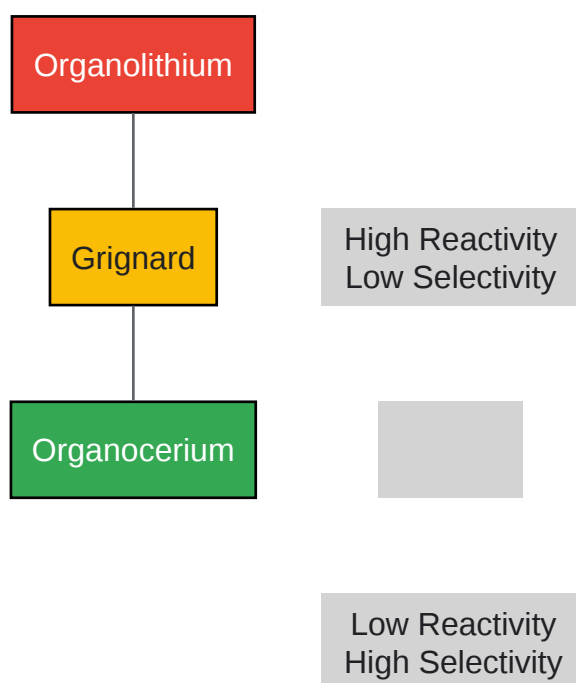 Organolithium
Grignard
High Reactivity
Low Selectivity
Organocerium
Low Reactivity
High Selectivity